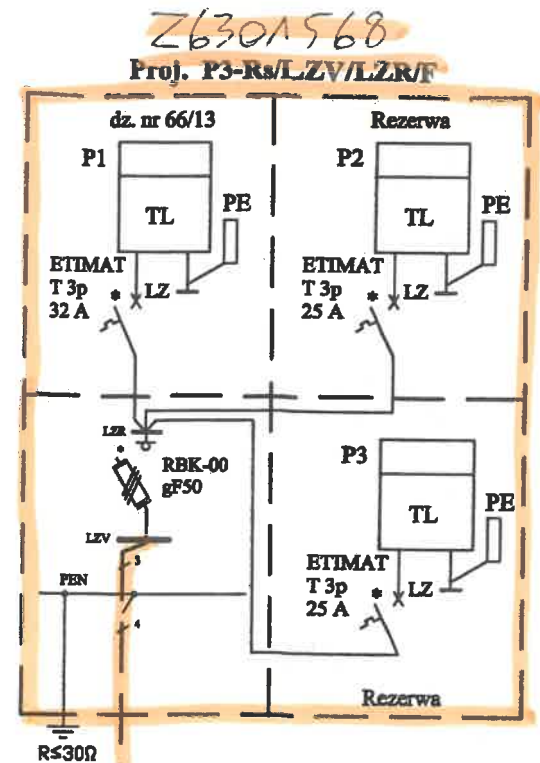 Z6301568
Proj. P3-Rs/LZV/LZR/F
dz. nr 66/13
P1
TL
PE
ETIMAT
T 3p
32 A
*
LZ
Rezerwa
P2
TL
PE
ETIMAT
T 3p
25 A
*
LZ
LZR
*
RBK-00
gF50
LZV
3
PEN
4
R≤30Ω
P3
TL
PE
ETIMAT
T 3p
25 A
*
LZ
Rezerwa